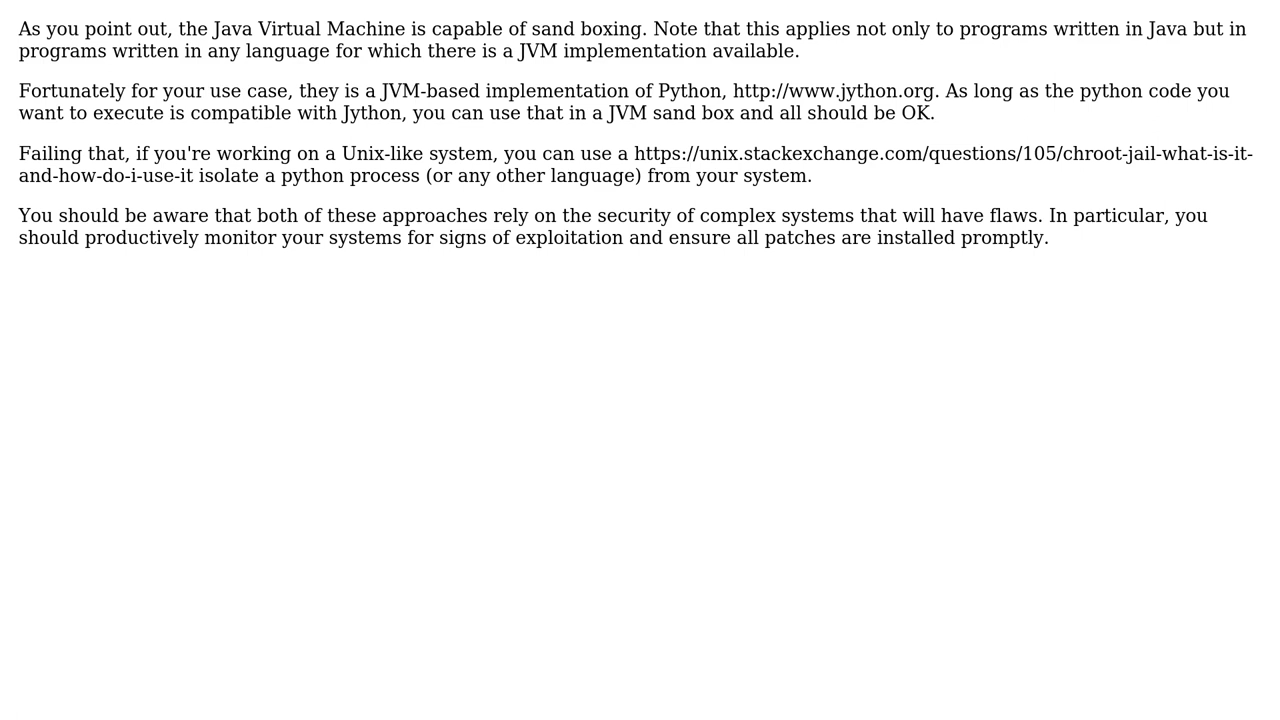 As you point out, the Java Virtual Machine is capable of sand boxing. Note that this applies not only to programs written in Java but in
programs written in any language for which there is a JVM implementation available.
Fortunately for your use case, they is a JVM-based implementation of Python, http://www.jython.org. As long as the python code you
want to execute is compatible with Jython, you can use that in a JVM sand box and all should be OK.
Failing that, if you're working on a Unix-like system, you can use a https://unix.stackexchange.com/questions/105/chroot-jail-what-is-it-
and-how-do-i-use-it isolate a python process (or any other language) from your system.
You should be aware that both of these approaches rely on the security of complex systems that will have flaws. In particular, you
should productively monitor your systems for signs of exploitation and ensure all patches are installed promptly.